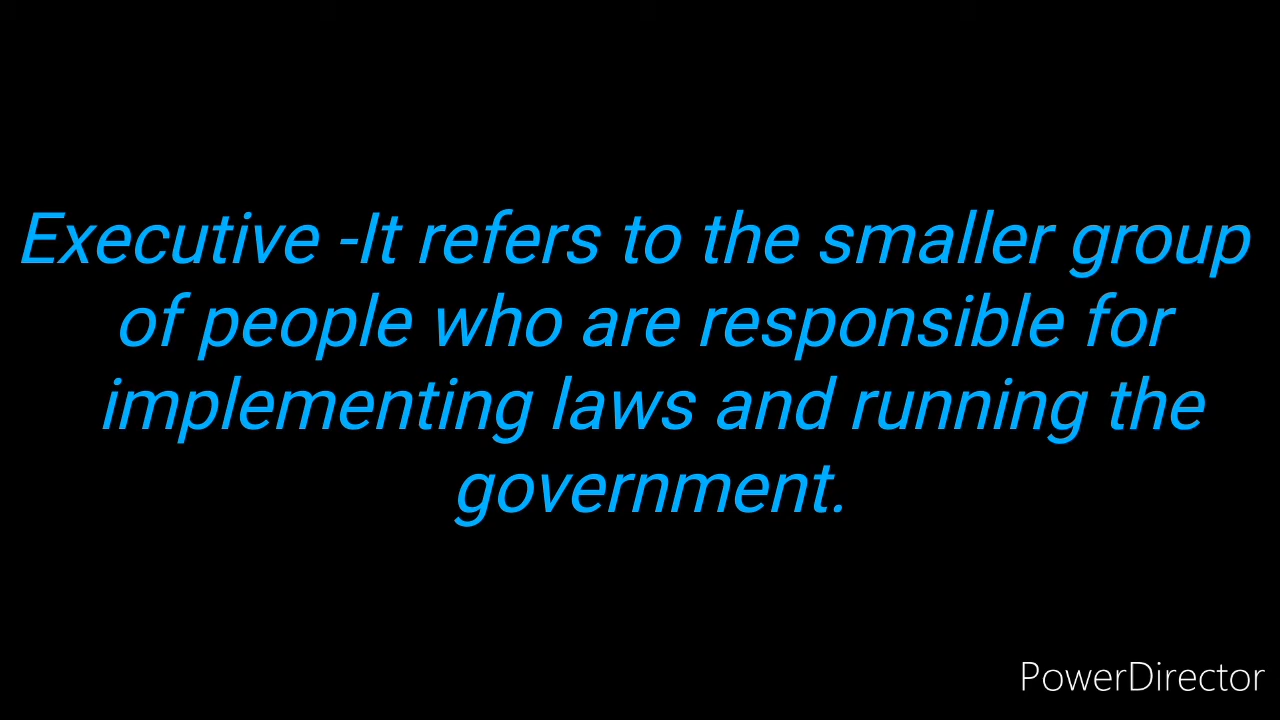 Executive -It refers to the smaller group
of people who are responsible for
implementing laws and running the
government.
PowerDirector